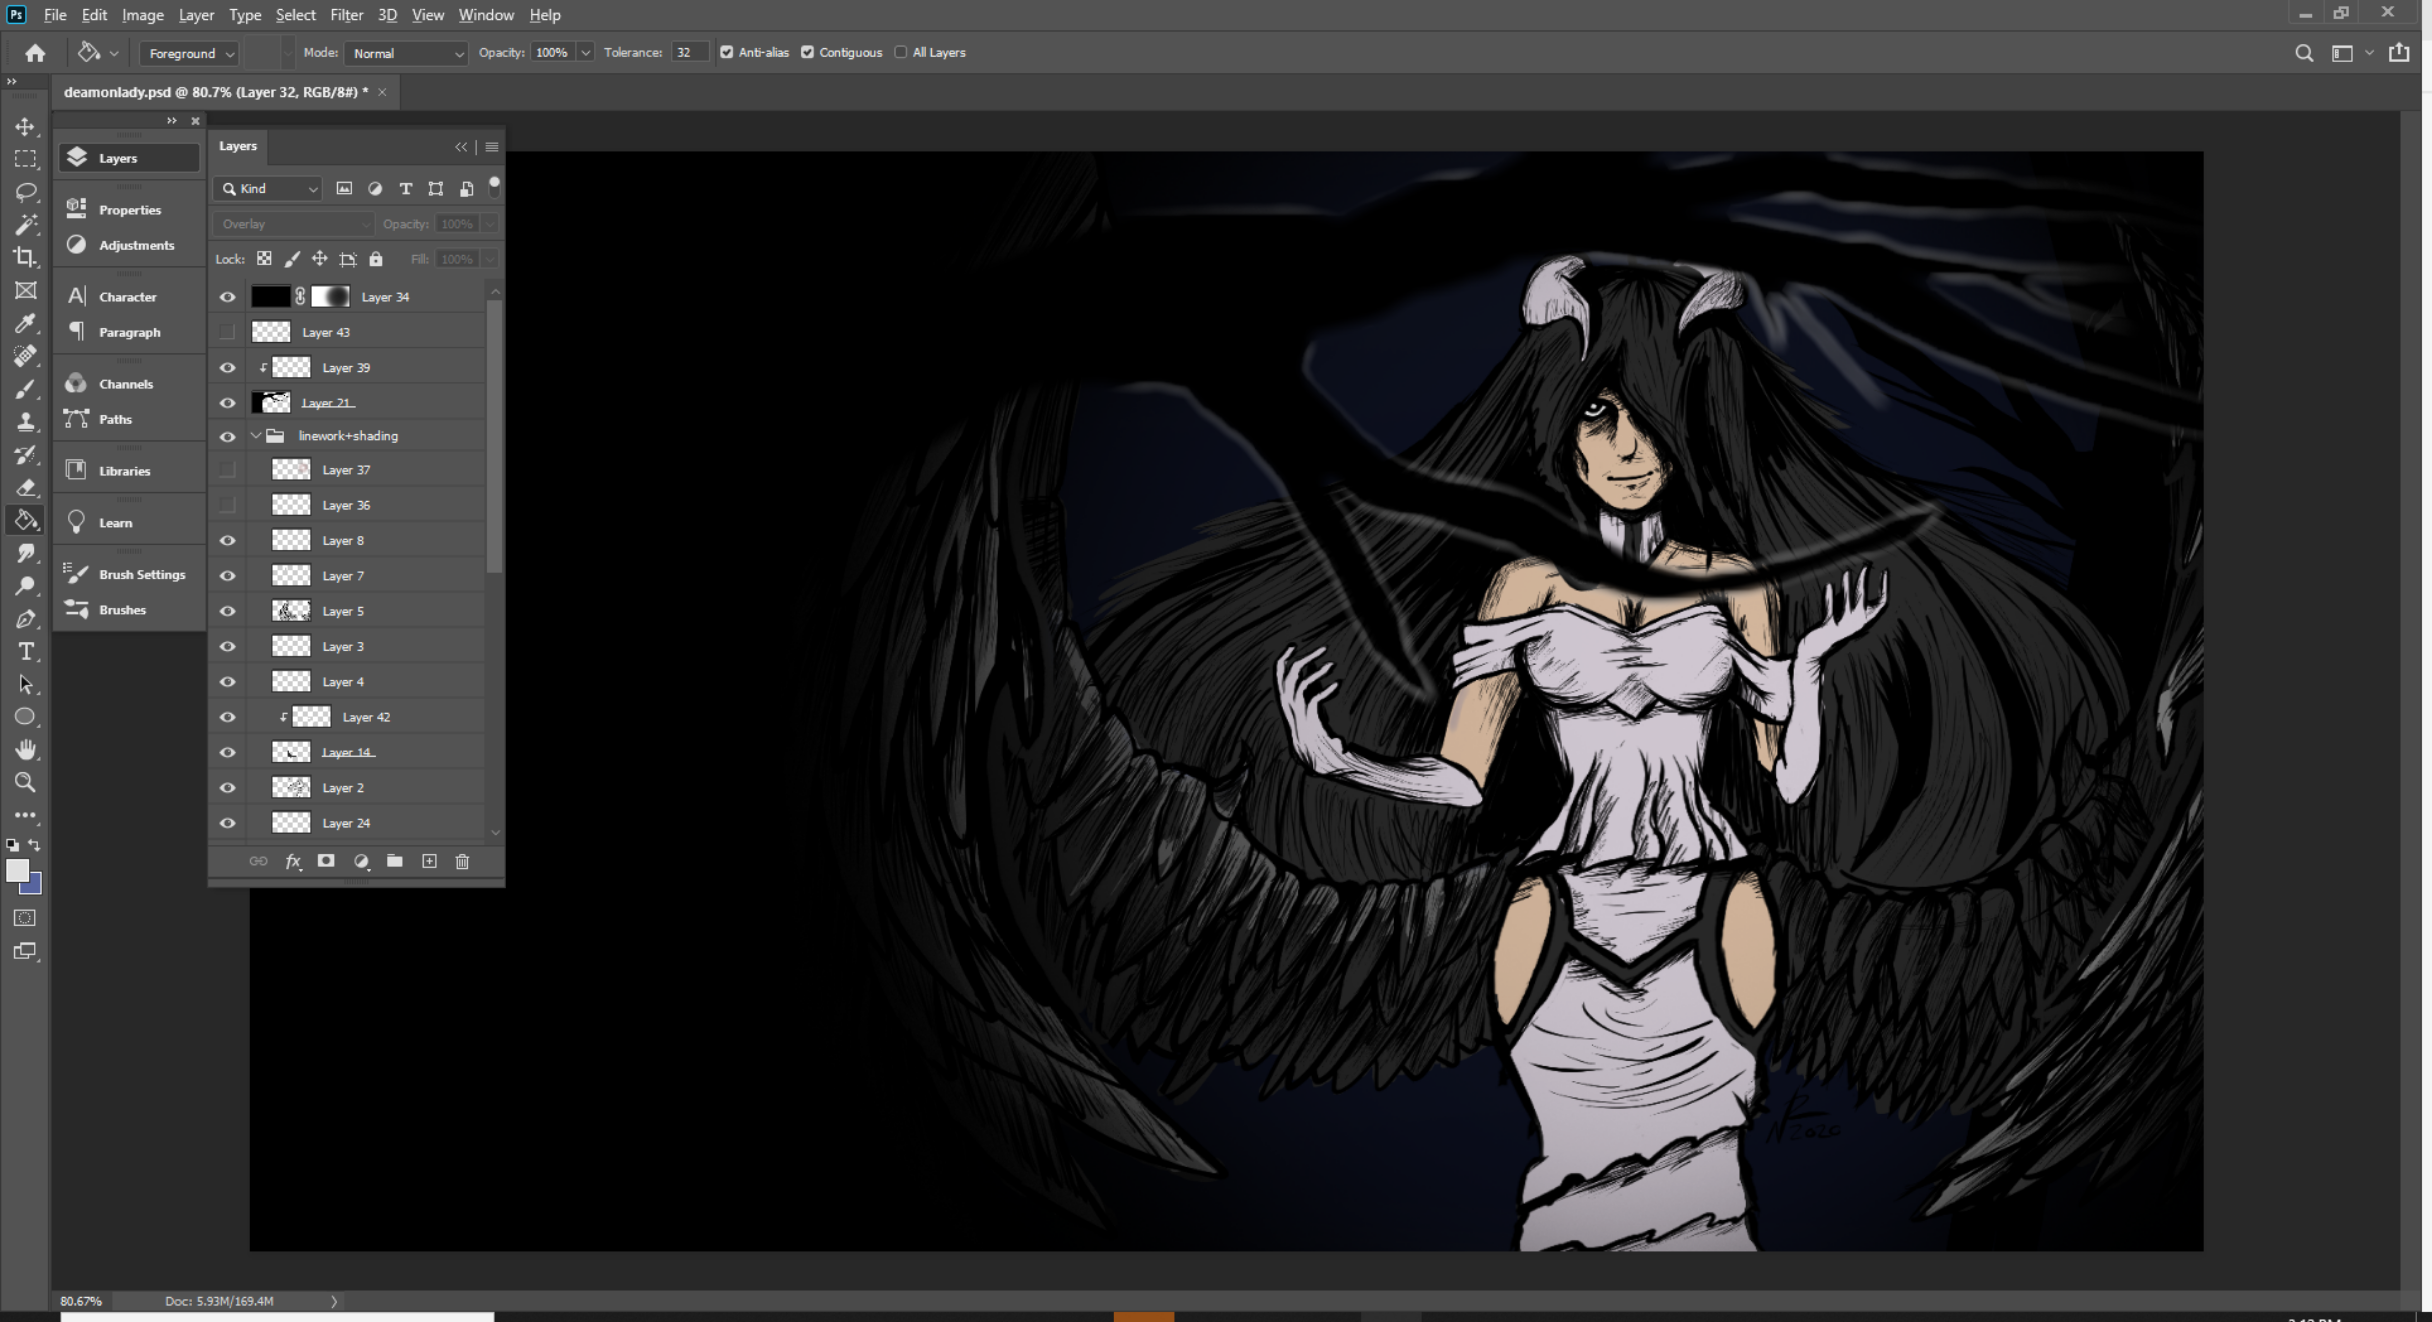 Ps File Edit Image Layer Type Select Filter 3D View Window Help
Foreground Mode: Normal Opacity: 100% Tolerance: 32 Anti-alias Contiguous All Layers
deamonlady.psd @ 80.7% (Layer 32, RGB/8#) *
Layers
Properties
Adjustments
Character
Paragraph
Channels
Paths
Libraries
Learn
Brush Settings
Brushes
Layers
Kind
Overlay Opacity: 100%
Lock: Fill: 100%
Layer 34
Layer 43
Layer 39
Layer 21
linework+shading
Layer 37
Layer 36
Layer 8
Layer 7
Layer 5
Layer 3
Layer 4
Layer 42
Layer 14
Layer 2
Layer 24
fx
2020
80.67% Doc: 5.93M/169.4M